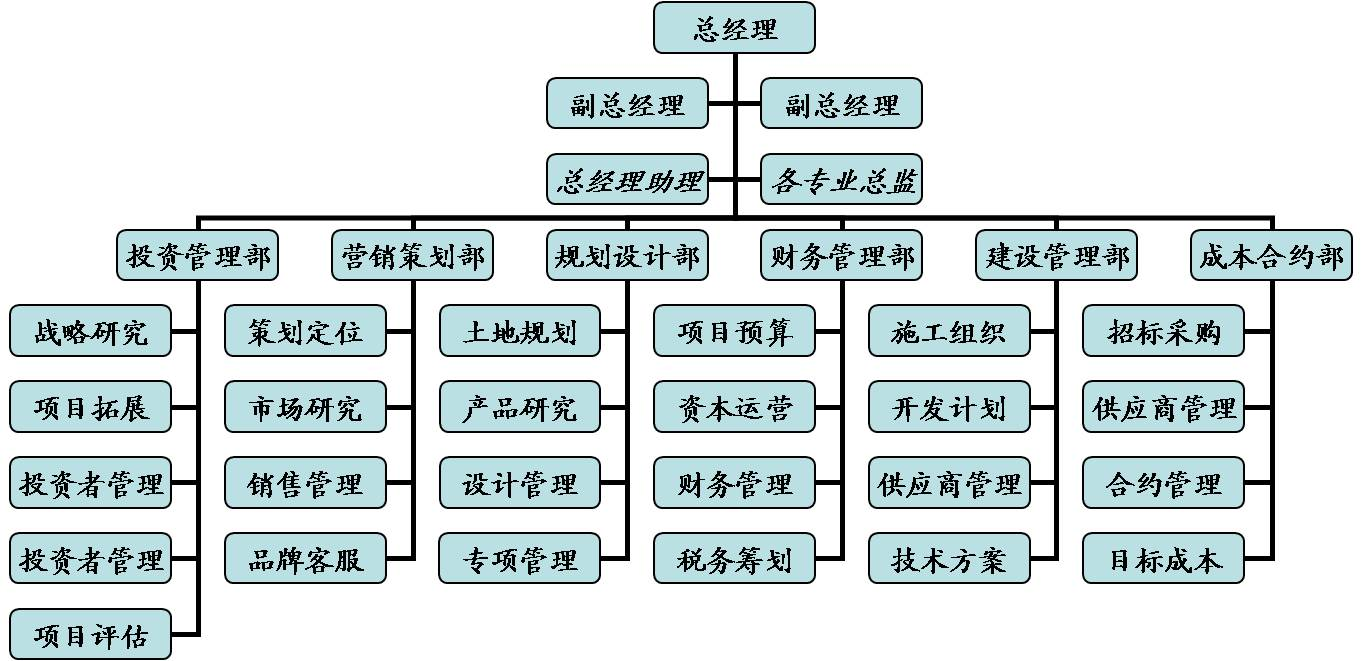 总经理
副总经理
副总经理
总经理助理
各专业总监
投资管理部
营销策划部
规划设计部
财务管理部
建设管理部
成本合约部
战略研究
策划定位
土地规划
项目预算
施工组织
招标采购
项目拓展
市场研究
产品研究
资本运营
开发计划
供应商管理
投资者管理
销售管理
设计管理
财务管理
供应商管理
合约管理
投资者管理
品牌客服
专项管理
税务筹划
技术方案
目标成本
项目评估